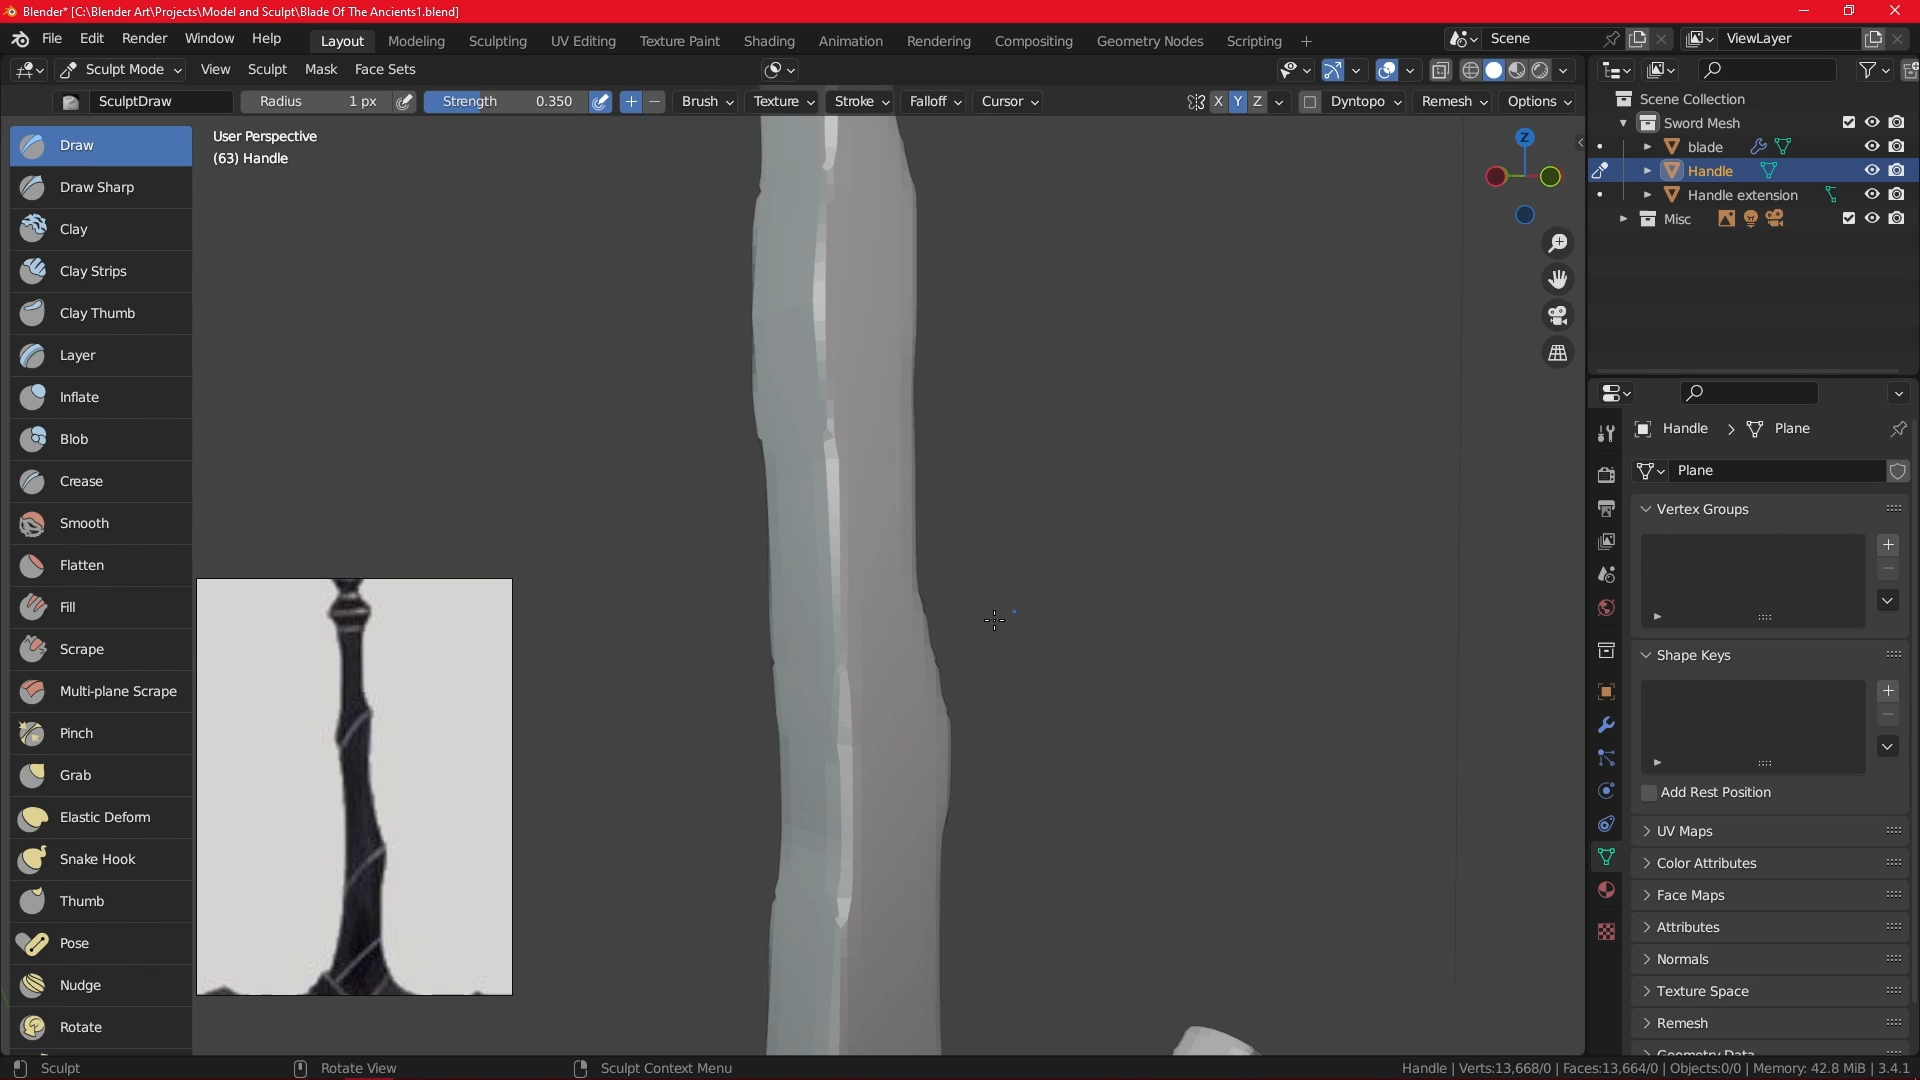 Blender* [C:\Blender Art\Projects\Model and Sculpt\Blade Of The Ancients1.blend]
File Edit Render Window Help Layout Modeling Sculpting UV Editing Texture Paint Shading Animation Rendering Compositing Geometry Nodes Scripting + Scene ViewLayer
Sculpt Mode View Sculpt Mask Face Sets
SculptDraw Radius 1 px Strength 0.350 Brush Texture Stroke Falloff Cursor X Y Z Dyntopo Remesh Options
User Perspective
(63) Handle
Draw
Draw Sharp
Clay
Clay Strips
Clay Thumb
Layer
Inflate
Blob
Crease
Smooth
Flatten
Fill
Scrape
Multi-plane Scrape
Pinch
Grab
Elastic Deform
Snake Hook
Thumb
Pose
Nudge
Rotate
Z
Scene Collection
Sword Mesh
blade
Handle
Handle extension
Misc
Handle > Plane
Plane
Vertex Groups
Shape Keys
Add Rest Position
UV Maps
Color Attributes
Face Maps
Attributes
Normals
Texture Space
Remesh
Geometry Data
Sculpt Rotate View Sculpt Context Menu Handle | Verts:13,668/0 | Faces:13,664/0 | Objects:0/0 | Memory: 42.8 MiB | 3.4.1